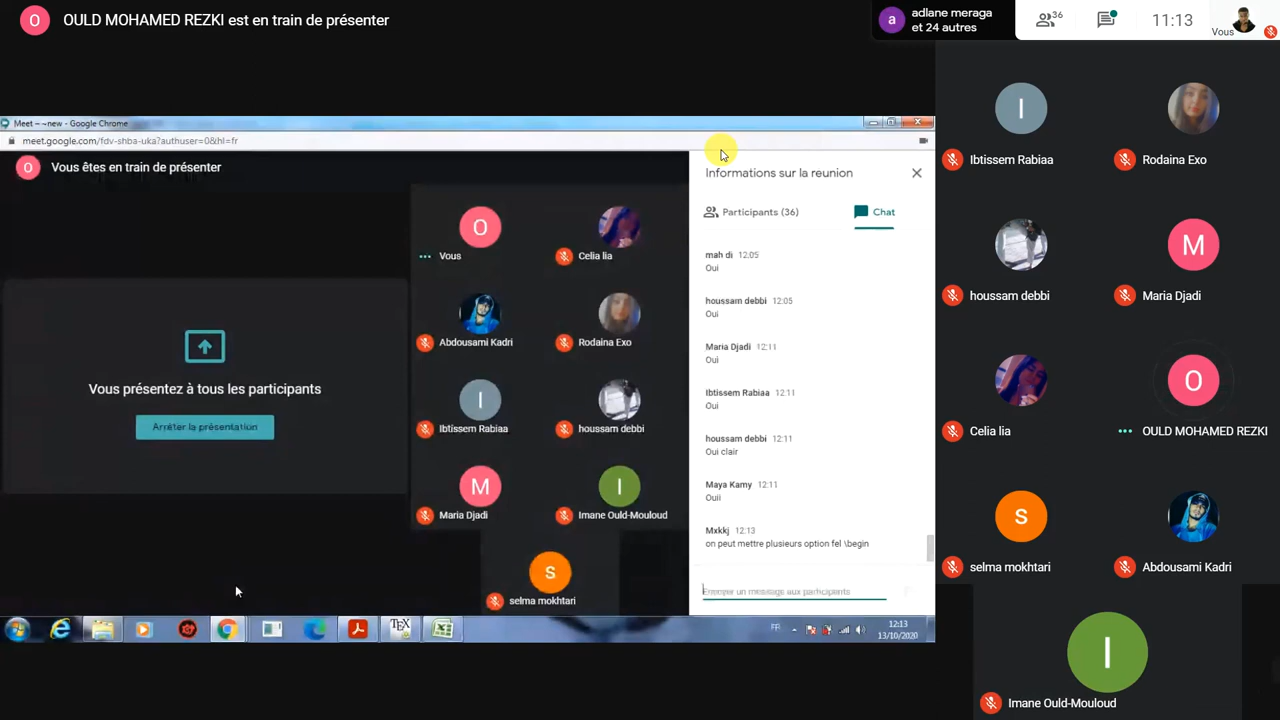 O
OULD MOHAMED REZKI est en train de présenter
a
adlane meraga
et 24 autres
36
11:13
Vous
Meet – -new - Google Chrome
meet.google.com/fdv-shba-uka?authuser=0&hl=fr
O
Vous êtes en train de présenter
Vous présentez à tous les participants
Arrêter la présentation
O
Vous
Celia lia
Abdousami Kadri
Rodaina Exo
I
Ibtissem Rabiaa
houssam debbi
M
Maria Djadi
I
Imane Ould-Mouloud
S
selma mokhtari
Informations sur la reunion
Participants (36)
Chat
mah di 12:05
Oui
houssam debbi 12:05
Oui
Maria Djadi 12:11
Oui
Ibtissem Rabiaa 12:11
Oui
houssam debbi 12:11
Oui clair
Maya Kamy 12:11
Ouii
Mxkkj 12:13
on peut mettre plusieurs option fel \begin
Envoyer un message aux participants
TEX
FR
12:13
13/10/2020
I
Ibtissem Rabiaa
Rodaina Exo
houssam debbi
M
Maria Djadi
Celia lia
O
OULD MOHAMED REZKI
S
selma mokhtari
Abdousami Kadri
I
Imane Ould-Mouloud